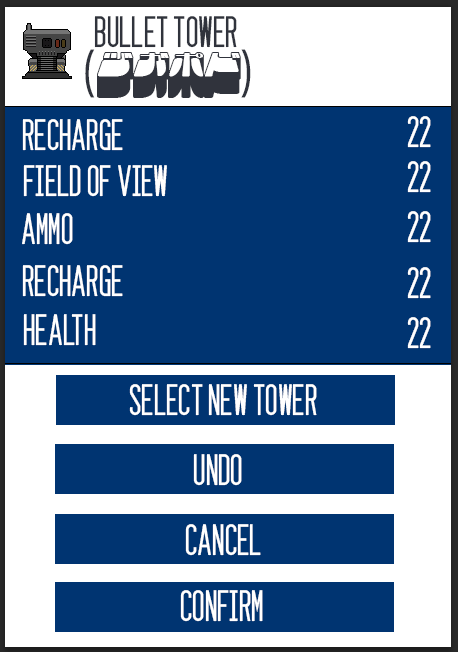 BULLET TOWER
RECHARGE 22
FIELD OF VIEW 22
AMMO 22
RECHARGE 22
HEALTH 22
SELECT NEW TOWER
UNDO
CANCEL
CONFIRM